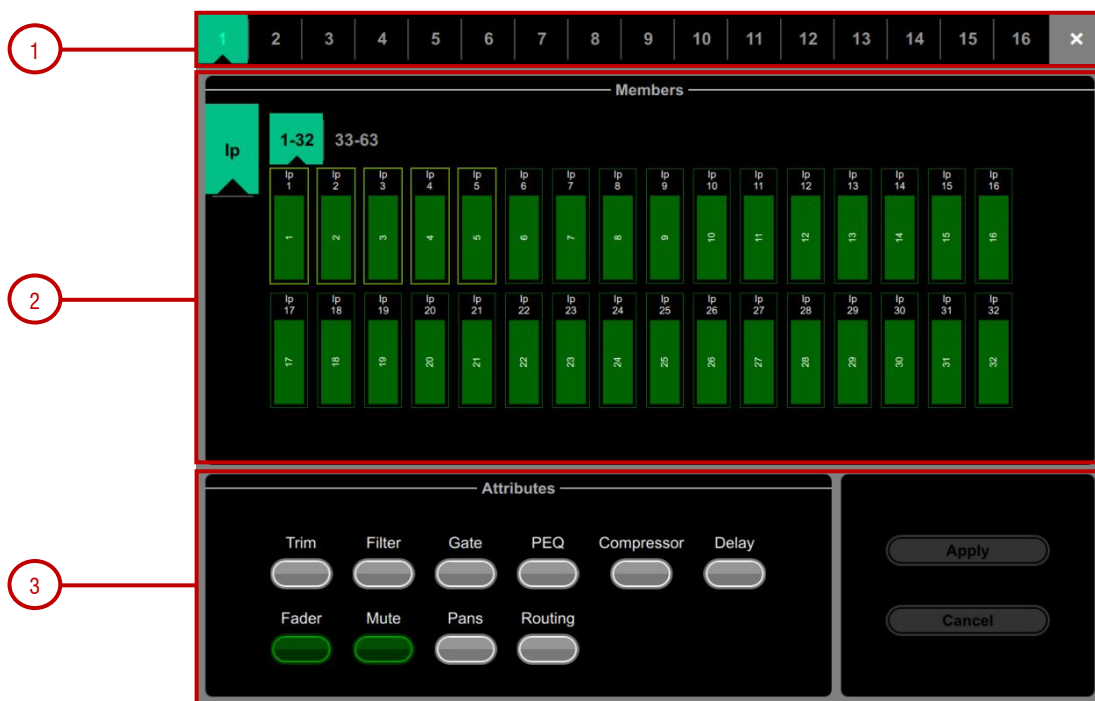 1 1 2 3 4 5 6 7 8 9 10 11 12 13 14 15 16 ×
Members
Ip 1-32 33-63
Ip Ip Ip Ip Ip Ip Ip Ip Ip Ip Ip Ip Ip Ip Ip Ip
1 2 3 4 5 6 7 8 9 10 11 12 13 14 15 16
1 2 3 4 5 6 7 8 9 10 11 12 13 14 15 16
2
Ip Ip Ip Ip Ip Ip Ip Ip Ip Ip Ip Ip Ip Ip Ip Ip
17 18 19 20 21 22 23 24 25 26 27 28 29 30 31 32
17 18 19 20 21 22 23 24 25 26 27 28 29 30 31 32
Attributes
Trim Filter Gate PEQ Compressor Delay
Apply
3
Fader Mute Pans Routing
Cancel